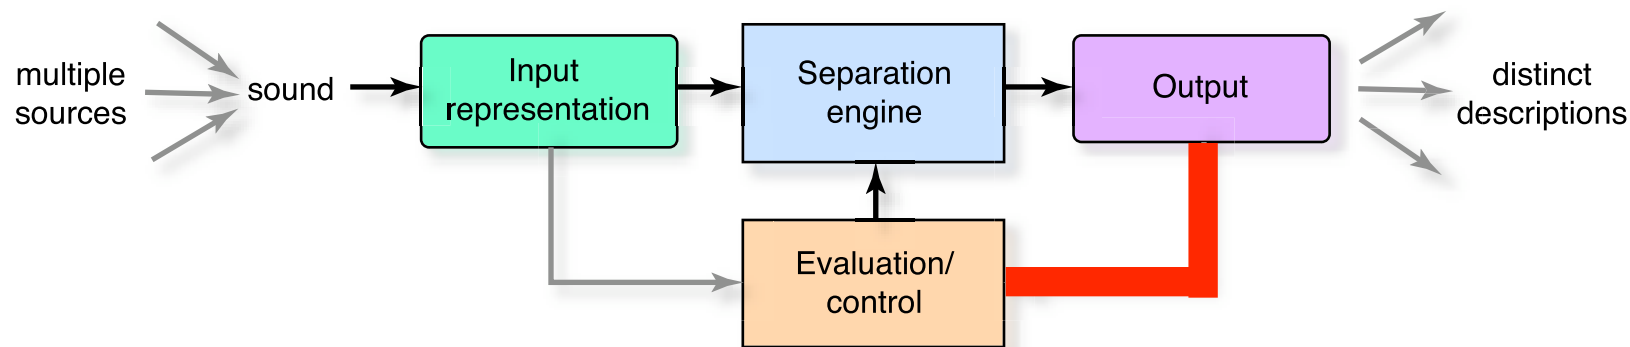 multiple
sources
sound
Input
representation
Separation
engine
Output
distinct
descriptions
Evaluation/
control